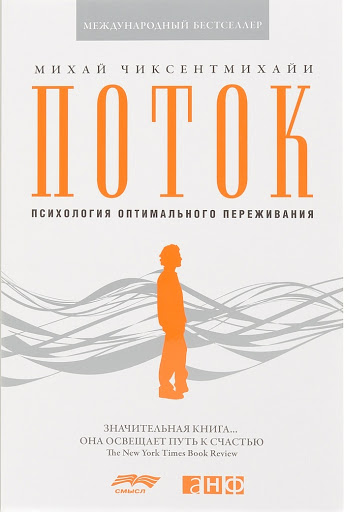 МЕЖДУНАРОДНЫЙ БЕСТСЕЛЛЕР
МИХАЙ ЧИКСЕНТМИХАЙИ
ПОТОК
ПСИХОЛОГИЯ ОПТИМАЛЬНОГО ПЕРЕЖИВАНИЯ
ЗНАЧИТЕЛЬНАЯ КНИГА...
ОНА ОСВЕЩАЕТ ПУТЬ К СЧАСТЬЮ
The New York Times Book Review
СМЫСЛ
АНФ